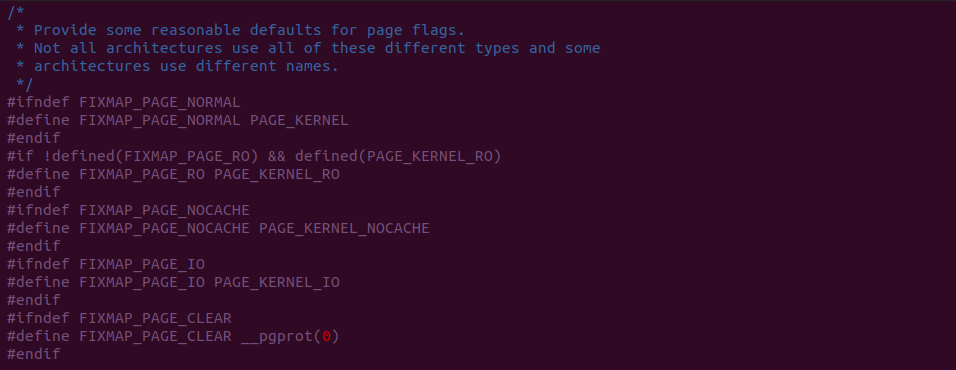 /*
 * Provide some reasonable defaults for page flags.
 * Not all architectures use all of these different types and some
 * architectures use different names.
 */
#ifndef FIXMAP_PAGE_NORMAL
#define FIXMAP_PAGE_NORMAL PAGE_KERNEL
#endif
#if !defined(FIXMAP_PAGE_RO) && defined(PAGE_KERNEL_RO)
#define FIXMAP_PAGE_RO PAGE_KERNEL_RO
#endif
#ifndef FIXMAP_PAGE_NOCACHE
#define FIXMAP_PAGE_NOCACHE PAGE_KERNEL_NOCACHE
#endif
#ifndef FIXMAP_PAGE_IO
#define FIXMAP_PAGE_IO PAGE_KERNEL_IO
#endif
#ifndef FIXMAP_PAGE_CLEAR
#define FIXMAP_PAGE_CLEAR __pgprot(0)
#endif